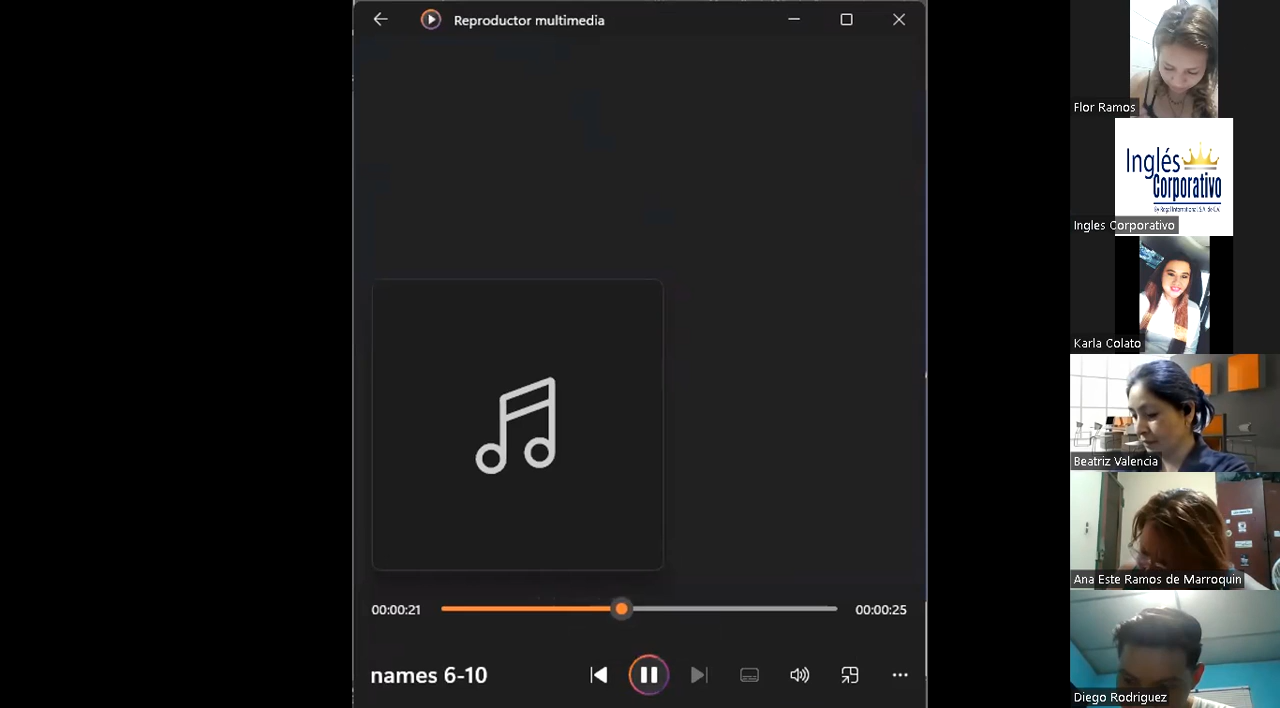 Reproductor multimedia
00:00:21
00:00:25
names 6-10
Flor Ramos
Inglés
Corporativo
Ingles Corporativo
Karla Colato
Beatriz Valencia
Ana Este Ramos de Marroquin
Diego Rodriguez